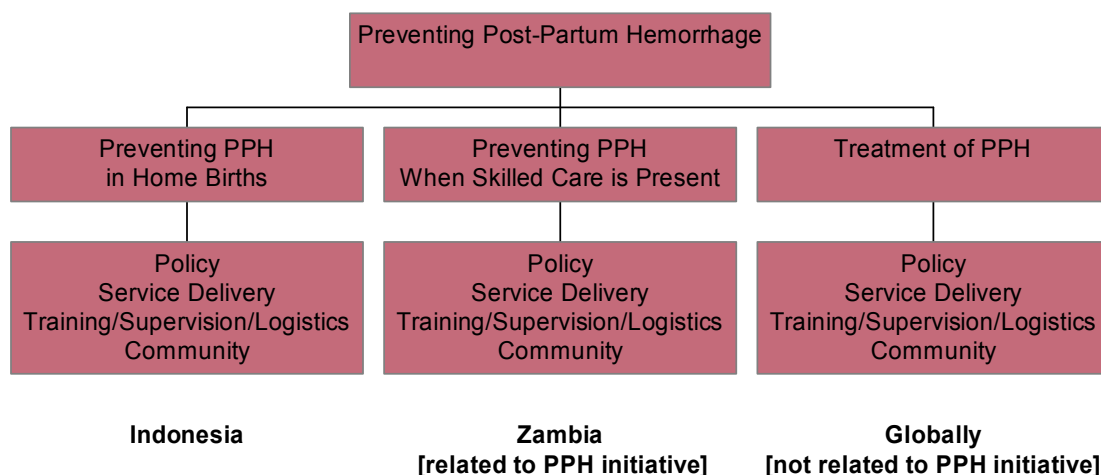 Preventing Post-Partum Hemorrhage
Preventing PPH
in Home Births
Preventing PPH
When Skilled Care is Present
Treatment of PPH
Policy
Service Delivery
Training/Supervision/Logistics
Community
Policy
Service Delivery
Training/Supervision/Logistics
Community
Policy
Service Delivery
Training/Supervision/Logistics
Community
Indonesia
Zambia
[related to PPH initiative]
Globally
[not related to PPH initiative]